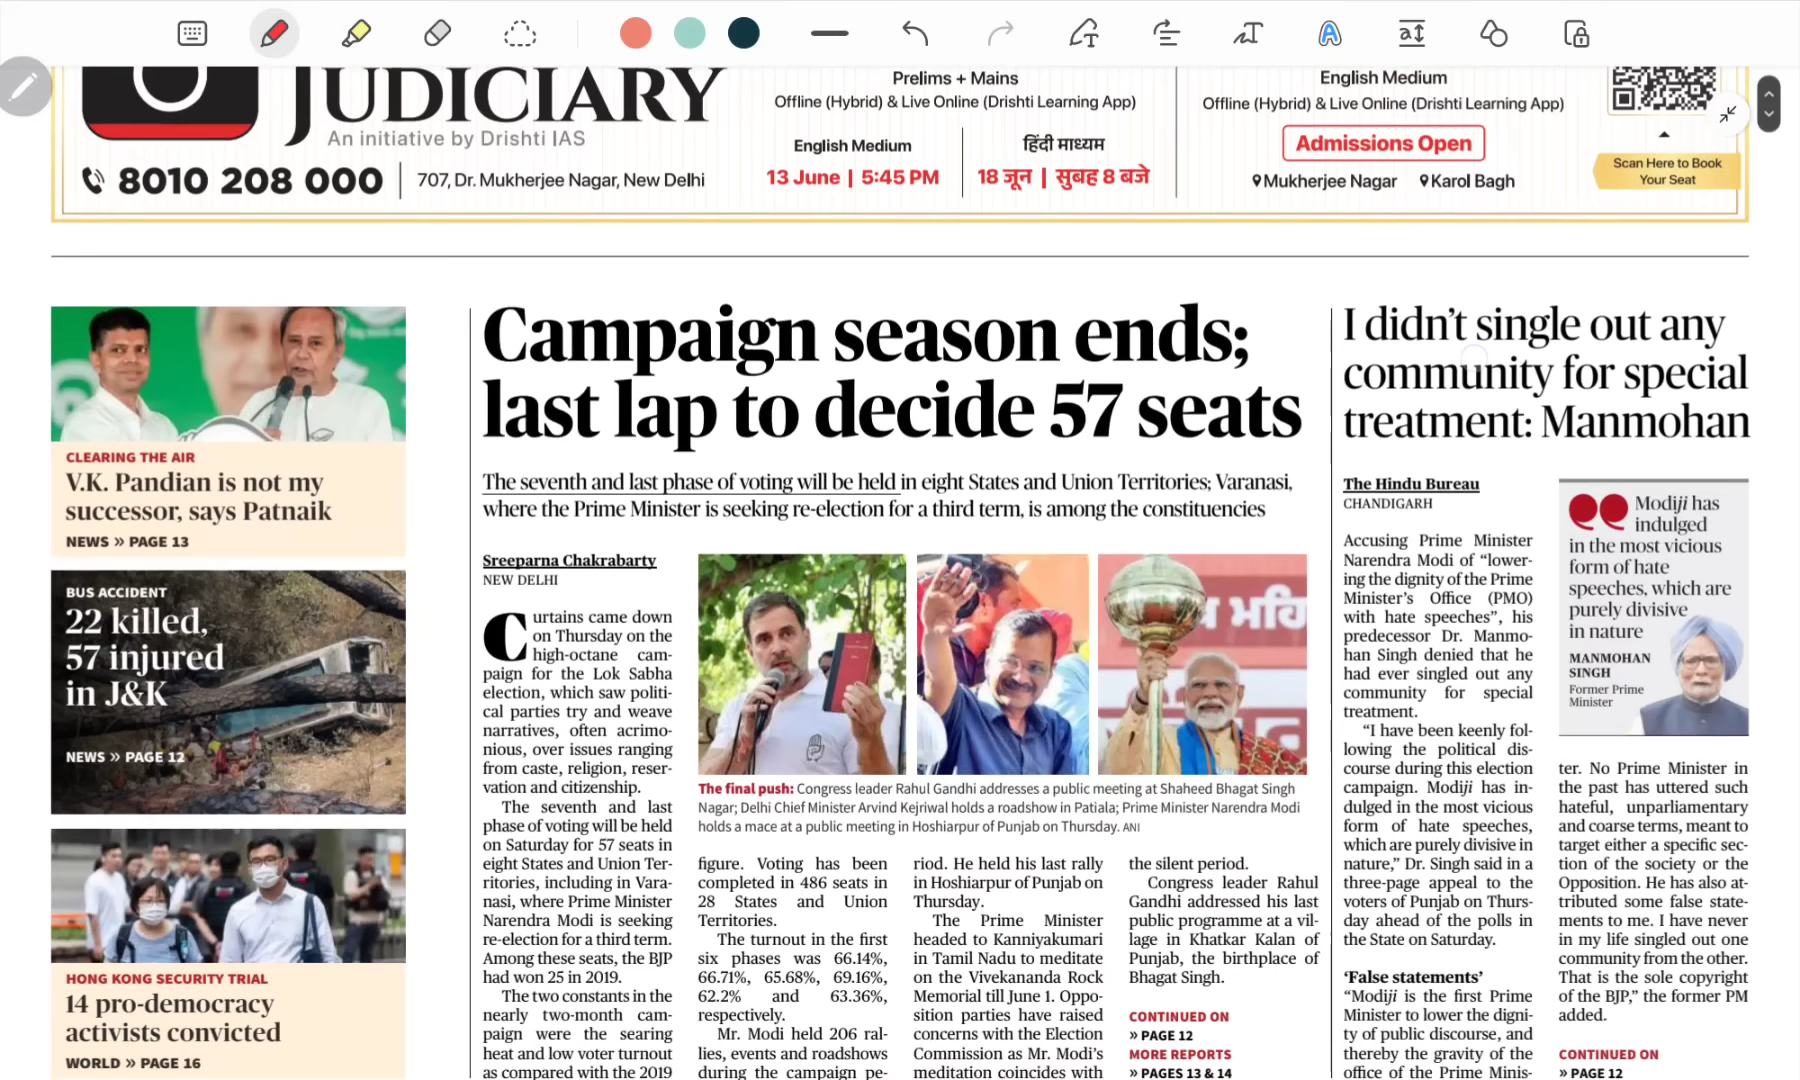 JUDICIARY
An initiative by Drishti IAS
8010 208 000
707, Dr. Mukherjee Nagar, New Delhi
Prelims + Mains
Offline (Hybrid) & Live Online (Drishti Learning App)
English Medium
13 June | 5:45 PM
हिंदी माध्यम
18 जून | सुबह 8 बजे
English Medium
Offline (Hybrid) & Live Online (Drishti Learning App)
Admissions Open
Mukherjee Nagar
Karol Bagh
Scan Here to Book
Your Seat
CLEARING THE AIR
V.K. Pandian is not my
successor, says Patnaik
NEWS » PAGE 13
BUS ACCIDENT
22 killed,
57 injured
in J&K
NEWS » PAGE 12
HONG KONG SECURITY TRIAL
14 pro-democracy
activists convicted
WORLD » PAGE 16
Campaign season ends;
last lap to decide 57 seats
The seventh and last phase of voting will be held in eight States and Union Territories; Varanasi,
where the Prime Minister is seeking re-election for a third term, is among the constituencies
Sreeparna Chakrabarty
NEW DELHI
Curtains came down
on Thursday on the
high-octane cam-
paign for the Lok Sabha
election, which saw politi-
cal parties try and weave
narratives, often acrimo-
nious, over issues ranging
from caste, religion, reser-
vation and citizenship.
The seventh and last
phase of voting will be held
on Saturday for 57 seats in
eight States and Union Ter-
ritories, including in Vara-
nasi, where Prime Minister
Narendra Modi is seeking
re-election for a third term.
Among these seats, the BJP
had won 25 in 2019.
The two constants in the
nearly two-month cam-
paign were the searing
heat and low voter turnout
as compared with the 2019
The final push: Congress leader Rahul Gandhi addresses a public meeting at Shaheed Bhagat Singh
Nagar; Delhi Chief Minister Arvind Kejriwal holds a roadshow in Patiala; Prime Minister Narendra Modi
holds a mace at a public meeting in Hoshiarpur of Punjab on Thursday. ANI
figure. Voting has been
completed in 486 seats in
28 States and Union
Territories.
The turnout in the first
six phases was 66.14%,
66.71%, 65.68%, 69.16%,
62.2% and 63.36%,
respectively.
Mr. Modi held 206 ral-
lies, events and roadshows
during the campaign pe-
riod. He held his last rally
in Hoshiarpur of Punjab on
Thursday.
The Prime Minister
headed to Kanniyakumari
in Tamil Nadu to meditate
on the Vivekananda Rock
Memorial till June 1. Oppo-
sition parties have raised
concerns with the Election
Commission as Mr. Modi's
meditation coincides with
the silent period.
Congress leader Rahul
Gandhi addressed his last
public programme at a vil-
lage in Khatkar Kalan of
Punjab, the birthplace of
Bhagat Singh.
CONTINUED ON
» PAGE 12
MORE REPORTS
» PAGES 13 & 14
I didn't single out any
community for special
treatment: Manmohan
The Hindu Bureau
CHANDIGARH
Accusing Prime Minister
Narendra Modi of “lower-
ing the dignity of the Prime
Minister's Office (PMO)
with hate speeches”, his
predecessor Dr. Manmo-
han Singh denied that he
had ever singled out any
community for special
treatment.
“I have been keenly fol-
lowing the political dis-
course during this election
campaign. Modiji has in-
dulged in the most vicious
form of hate speeches,
which are purely divisive in
nature,” Dr. Singh said in a
three-page appeal to the
voters of Punjab on Thurs-
day ahead of the polls in
the State on Saturday.
‘False statements’
“Modiji is the first Prime
Minister to lower the digni-
ty of public discourse, and
thereby the gravity of the
office of the Prime Minis-
Modiji has
indulged
in the most vicious
form of hate
speeches, which are
purely divisive
in nature
MANMOHAN
SINGH
Former Prime
Minister
ter. No Prime Minister in
the past has uttered such
hateful, unparliamentary
and coarse terms, meant to
target either a specific sec-
tion of the society or the
Opposition. He has also at-
tributed some false state-
ments to me. I have never
in my life singled out one
community from the other.
That is the sole copyright
of the BJP,” the former PM
added.
CONTINUED ON
» PAGE 12